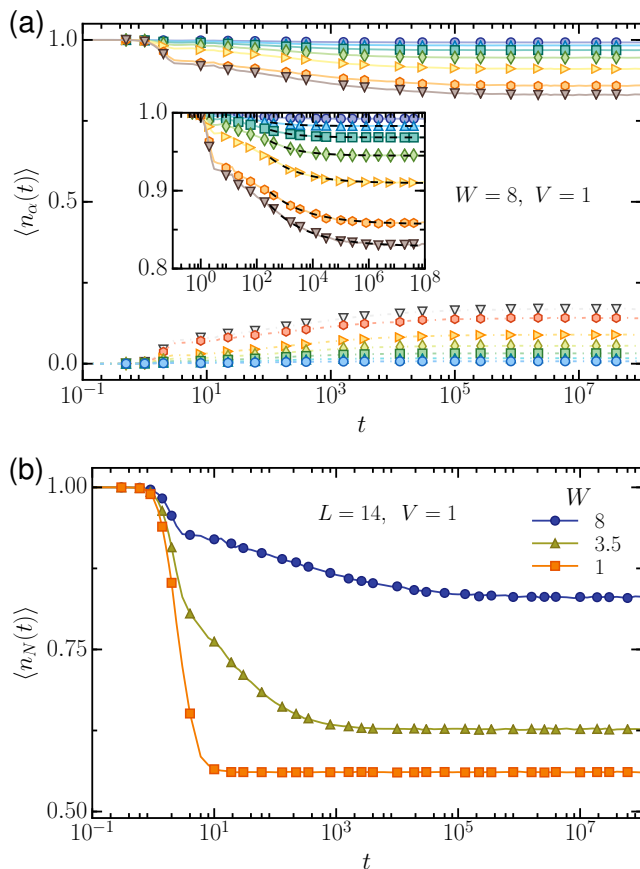 (a)
1.0
0.5
0.0
⟨n_α(t)⟩
1.0
0.9
0.8
10^0 10^2 10^4 10^6 10^8
W = 8, V = 1
10^−1 10^1 10^3 10^5 10^7
t
(b)
1.00
0.75
0.50
⟨n_N(t)⟩
L = 14, V = 1
W
8
3.5
1
10^−1 10^1 10^3 10^5 10^7
t